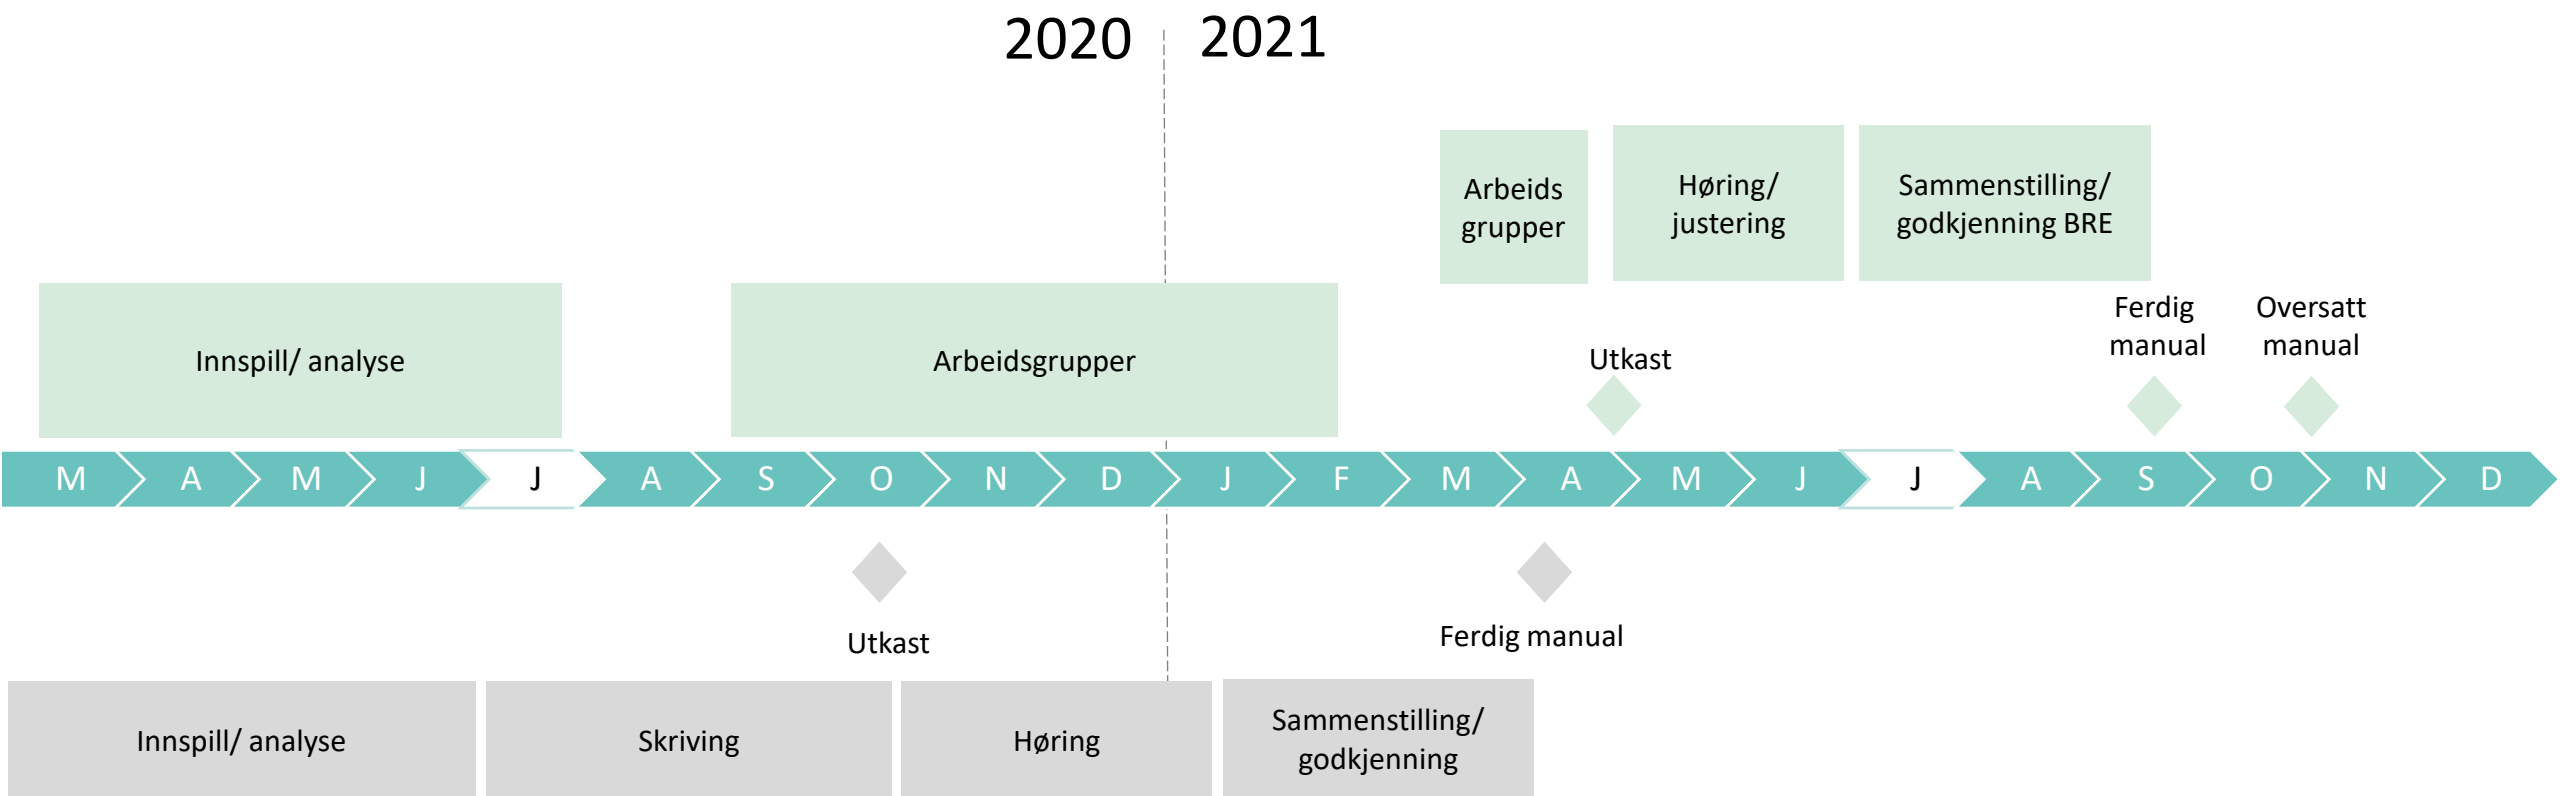 2020
2021
Arbeids
grupper
Høring/
justering
Sammenstilling/
godkjenning BRE
Innspill/ analyse
Arbeidsgrupper
Utkast
Ferdig
manual
Oversatt
manual
M A M J J A S O N D J F M A M J J A S O N D
Utkast
Ferdig manual
Innspill/ analyse
Skriving
Høring
Sammenstilling/
godkjenning